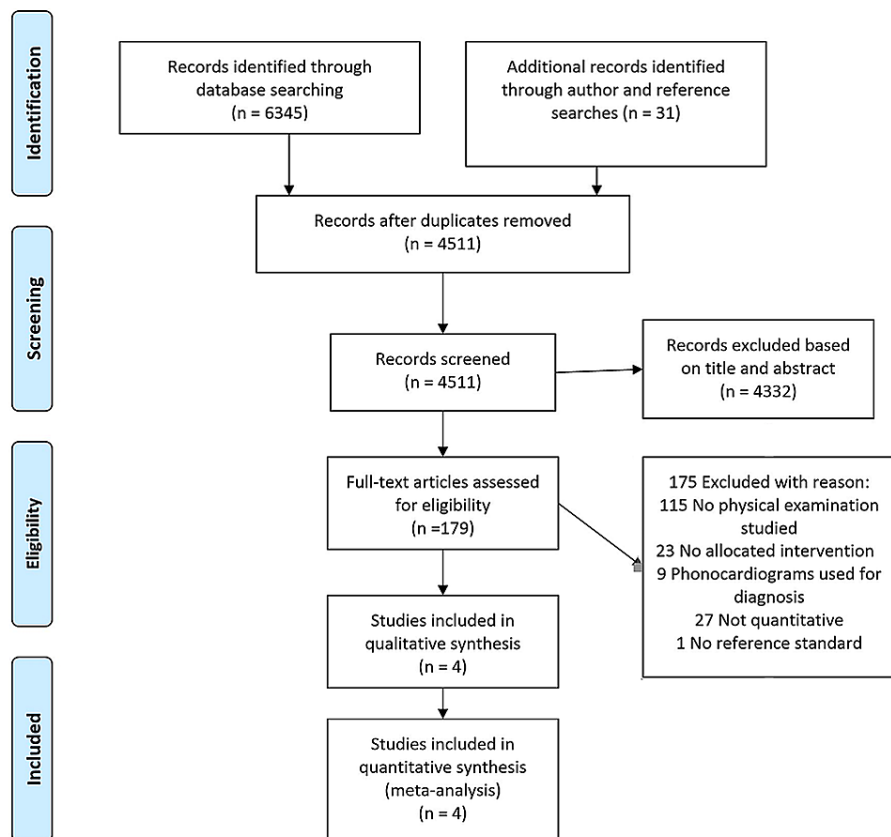 Identification
Records identified through
database searching
(n = 6345)
Additional records identified
through author and reference
searches (n = 31)
Records after duplicates removed
(n = 4511)
Screening
Records screened
(n = 4511)
Records excluded based
on title and abstract
(n = 4332)
Eligibility
Full-text articles assessed
for eligibility
(n =179)
175 Excluded with reason:
115 No physical examination
studied
23 No allocated intervention
9 Phonocardiograms used for
diagnosis
27 Not quantitative
1 No reference standard
Studies included in
qualitative synthesis
(n = 4)
Included
Studies included in
quantitative synthesis
(meta-analysis)
(n = 4)